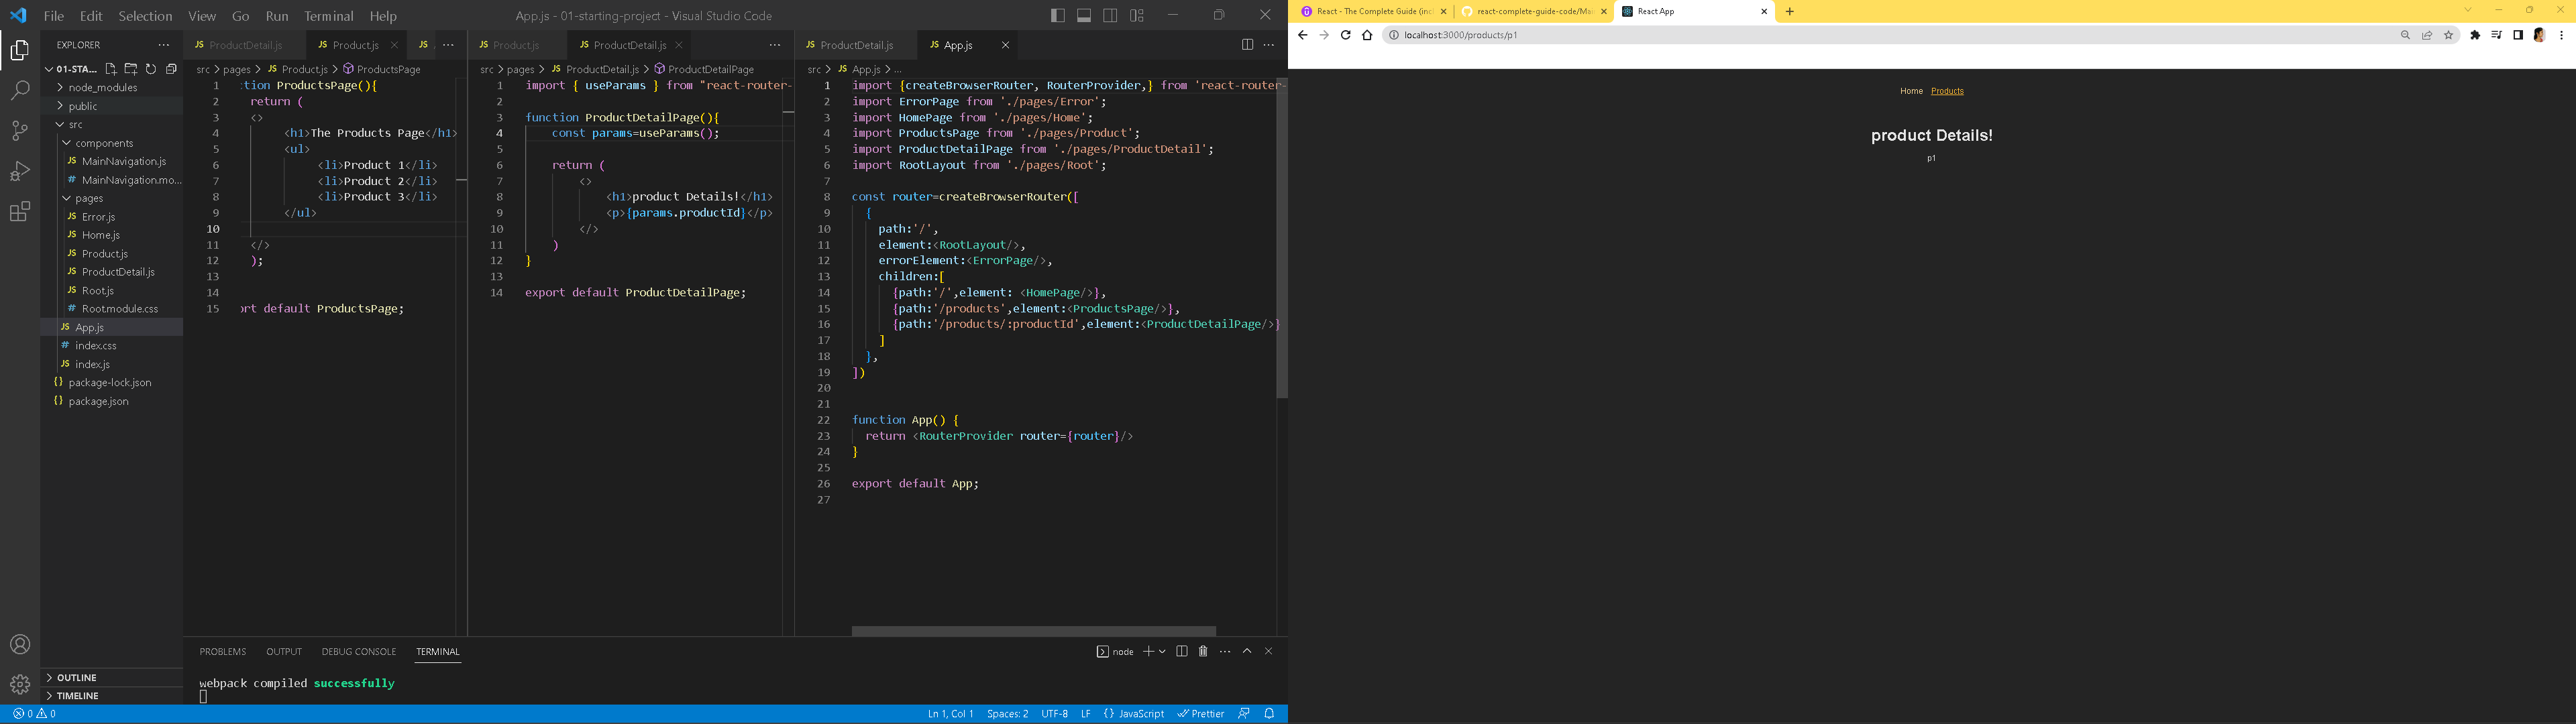 File Edit Selection View Go Run Terminal Help
App.js - 01-starting-project - Visual Studio Code
EXPLORER
01-STA...
node_modules
public
src
components
JS MainNavigation.js
# MainNavigation.mo...
pages
JS Error.js
JS Home.js
JS Product.js
JS ProductDetail.js
JS Root.js
# Root.module.css
JS App.js
# index.css
JS index.js
{} package-lock.json
{} package.json
OUTLINE
TIMELINE
JS ProductDetail.js JS Product.js JS
src > pages > JS Product.js > ProductsPage
1 tion ProductsPage(){
2 return (
3 <>
4 <h1>The Products Page</h1>
5 <ul>
6 <li>Product 1</li>
7 <li>Product 2</li>
8 <li>Product 3</li>
9 </ul>
10
11 </>
12 );
13
14
15 ort default ProductsPage;
JS Product.js JS ProductDetail.js
src > pages > JS ProductDetail.js > ProductDetailPage
1 import { useParams } from "react-router-
2
3 function ProductDetailPage(){
4 const params=useParams();
5
6 return (
7 <>
8 <h1>product Details!</h1>
9 <p>{params.productId}</p>
10 </>
11 )
12 }
13
14 export default ProductDetailPage;
JS ProductDetail.js JS App.js
src > JS App.js > ...
1 import {createBrowserRouter, RouterProvider,} from 'react-router-
2 import ErrorPage from './pages/Error';
3 import HomePage from './pages/Home';
4 import ProductsPage from './pages/Product';
5 import ProductDetailPage from './pages/ProductDetail';
6 import RootLayout from './pages/Root';
7
8 const router=createBrowserRouter([
9 {
10 path:'/',
11 element:<RootLayout/>,
12 errorElement:<ErrorPage/>,
13 children:[
14 {path:'/',element: <HomePage/>},
15 {path:'/products',element:<ProductsPage/>},
16 {path:'/products/:productId',element:<ProductDetailPage/>}
17 ]
18 },
19 ])
20
21
22 function App() {
23 return <RouterProvider router={router}/>
24 }
25
26 export default App;
27
PROBLEMS OUTPUT DEBUG CONSOLE TERMINAL
node
webpack compiled successfully
0 0
Ln 1, Col 1 Spaces: 2 UTF-8 LF {} JavaScript Prettier
React - The Complete Guide (incl
react-complete-guide-code/Mai
React App
localhost:3000/products/p1
Home Products
product Details!
p1